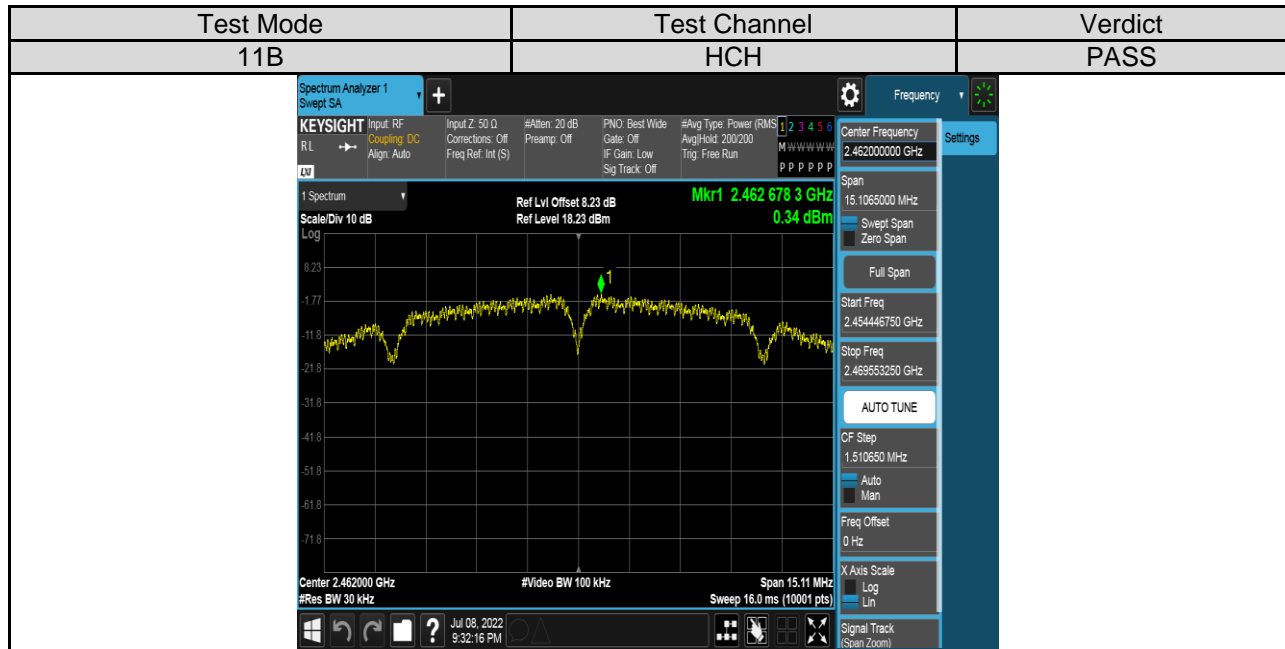 Test Mode Test Channel Verdict
11B HCH PASS
Spectrum Analyzer 1
Swept SA
+
Frequency
KEYSIGHT Input: RF Input Z: 50 Ω #Atten: 20 dB PNO: Best Wide #Avg Type: Power (RMS 1 2 3 4 5 6
RL Coupling: DC Corrections: Off Preamp: Off Gate: Off Avg|Hold: 200/200 M W W W W W
Align: Auto Freq Ref: Int (S) IF Gain: Low Trig: Free Run
LXI Sig Track: Off P P P P P P
1 Spectrum
Ref Lvl Offset 8.23 dB
Mkr1 2.462 678 3 GHz
Scale/Div 10 dB Ref Level 18.23 dBm 0.34 dBm
Log
8.23
1
-1.77
-11.8
-21.8
-31.8
-41.8
-51.8
-61.8
-71.8
Center 2.462000 GHz #Video BW 100 kHz Span 15.11 MHz
#Res BW 30 kHz Sweep 16.0 ms (10001 pts)
?
Jul 08, 2022
9:32:16 PM
Center Frequency
2.462000000 GHz
Settings
Span
15.1065000 MHz
Swept Span
Zero Span
Full Span
Start Freq
2.454446750 GHz
Stop Freq
2.469553250 GHz
AUTO TUNE
CF Step
1.510650 MHz
Auto
Man
Freq Offset
0 Hz
X Axis Scale
Log
Lin
Signal Track
(Span Zoom)